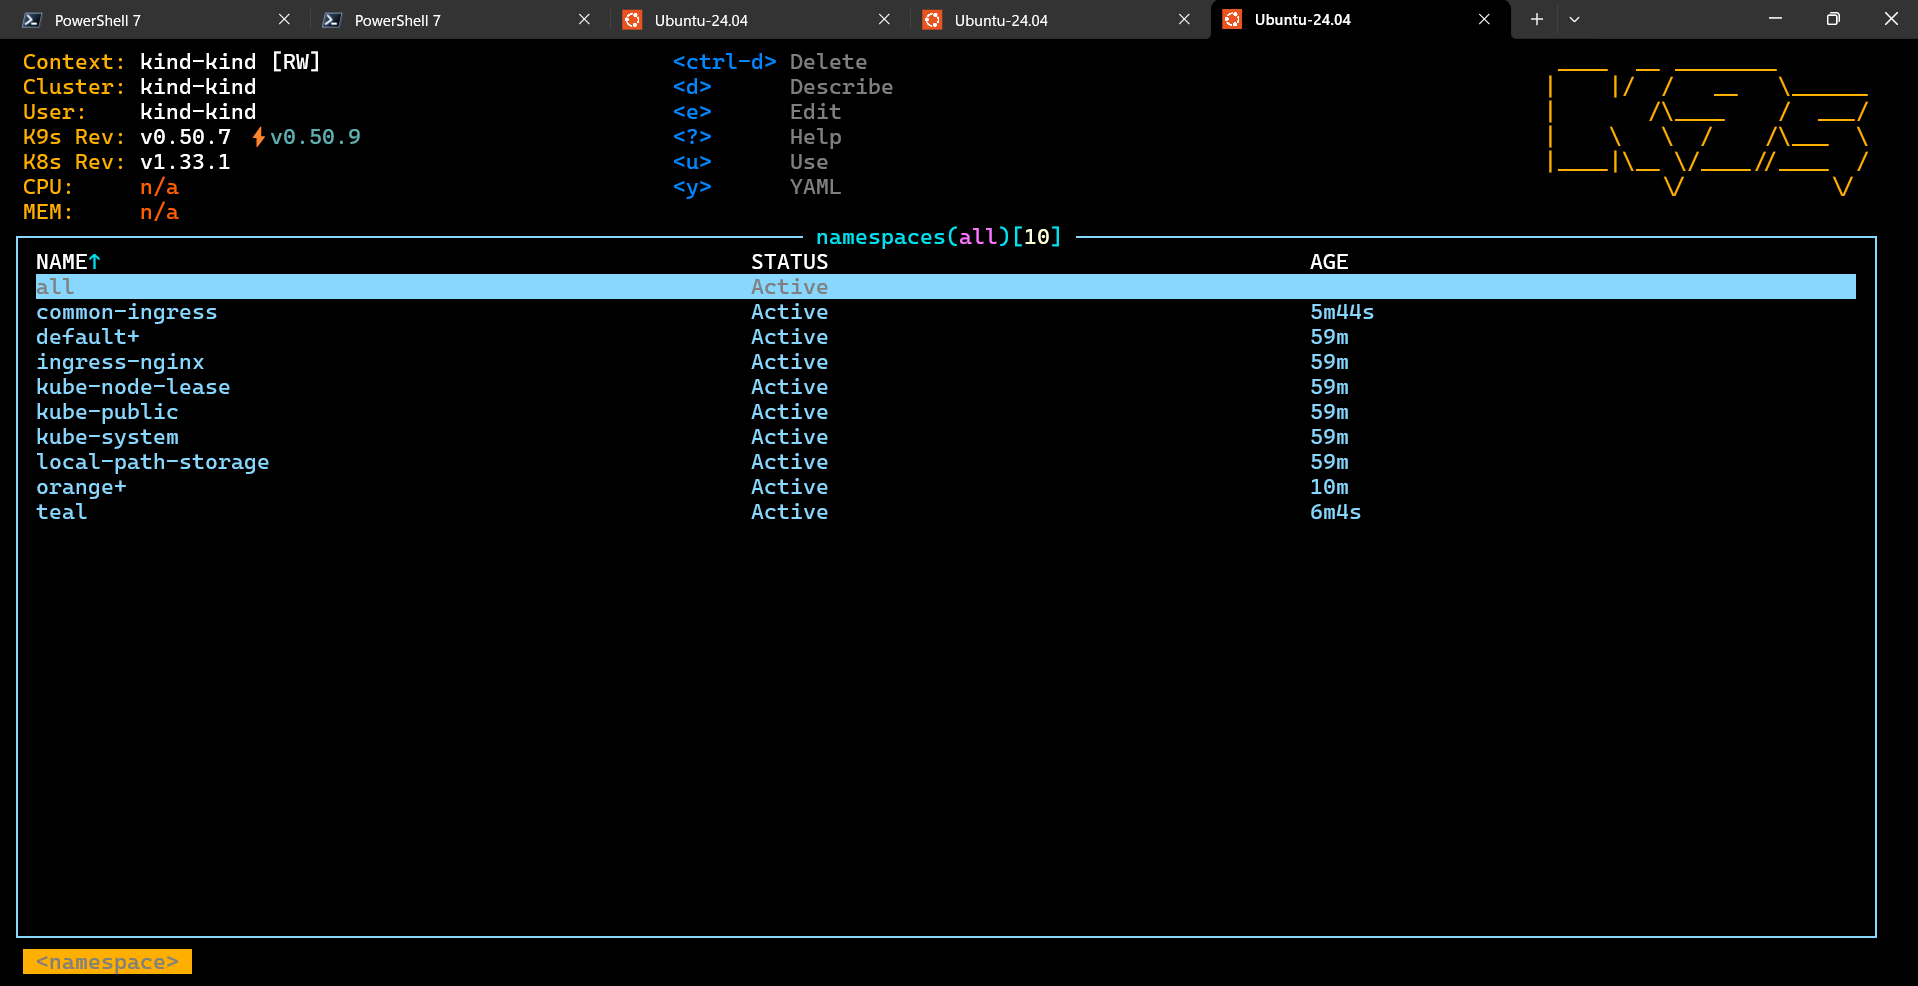 PowerShell 7 PowerShell 7 Ubuntu-24.04 Ubuntu-24.04 Ubuntu-24.04
Context: kind-kind [RW] <ctrl-d> Delete
Cluster: kind-kind <d> Describe
User: kind-kind <e> Edit
K9s Rev: v0.50.7 ⚡v0.50.9 <?> Help
K8s Rev: v1.33.1 <u> Use
CPU: n/a <y> YAML
MEM: n/a
namespaces(all)[10]
NAME↑ STATUS AGE
all Active
common-ingress Active 5m44s
default+ Active 59m
ingress-nginx Active 59m
kube-node-lease Active 59m
kube-public Active 59m
kube-system Active 59m
local-path-storage Active 59m
orange+ Active 10m
teal Active 6m4s
<namespace>